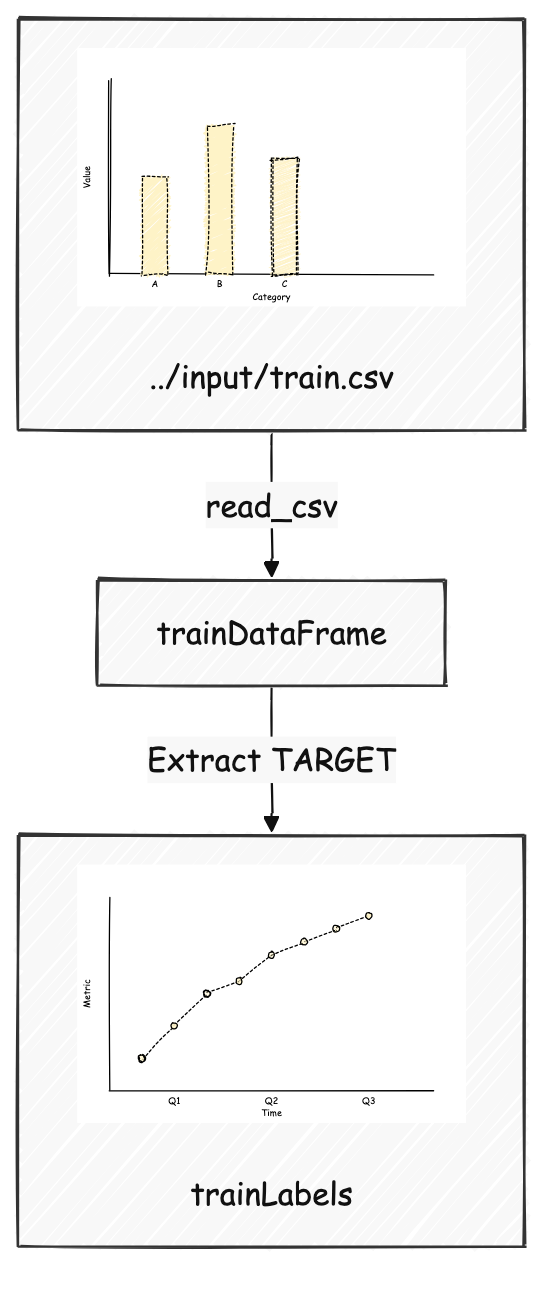 Value
A B C
Category
../input/train.csv
read_csv
trainDataFrame
Extract TARGET
Metric
Q1 Q2 Q3
Time
trainLabels